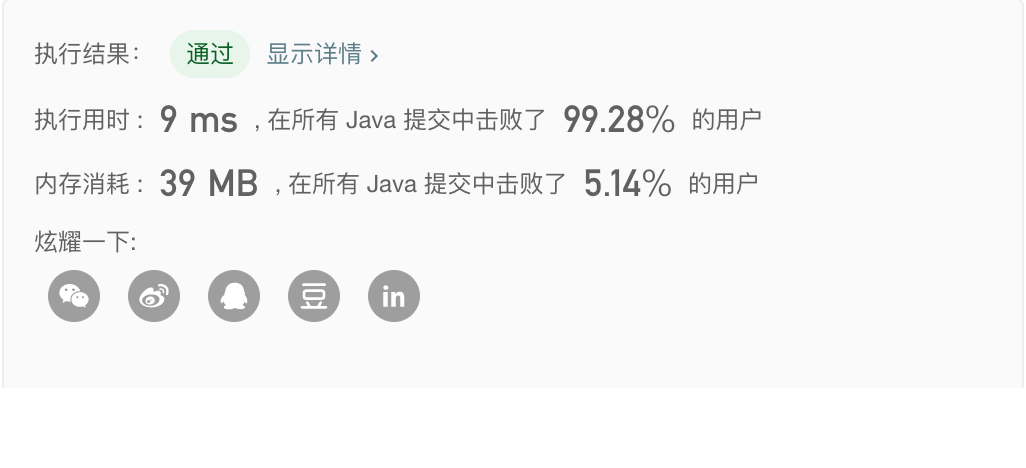 执行结果： 通过 显示详情 ›
执行用时 : 9 ms , 在所有 Java 提交中击败了 99.28% 的用户
内存消耗 : 39 MB , 在所有 Java 提交中击败了 5.14% 的用户
炫耀一下:
豆 in